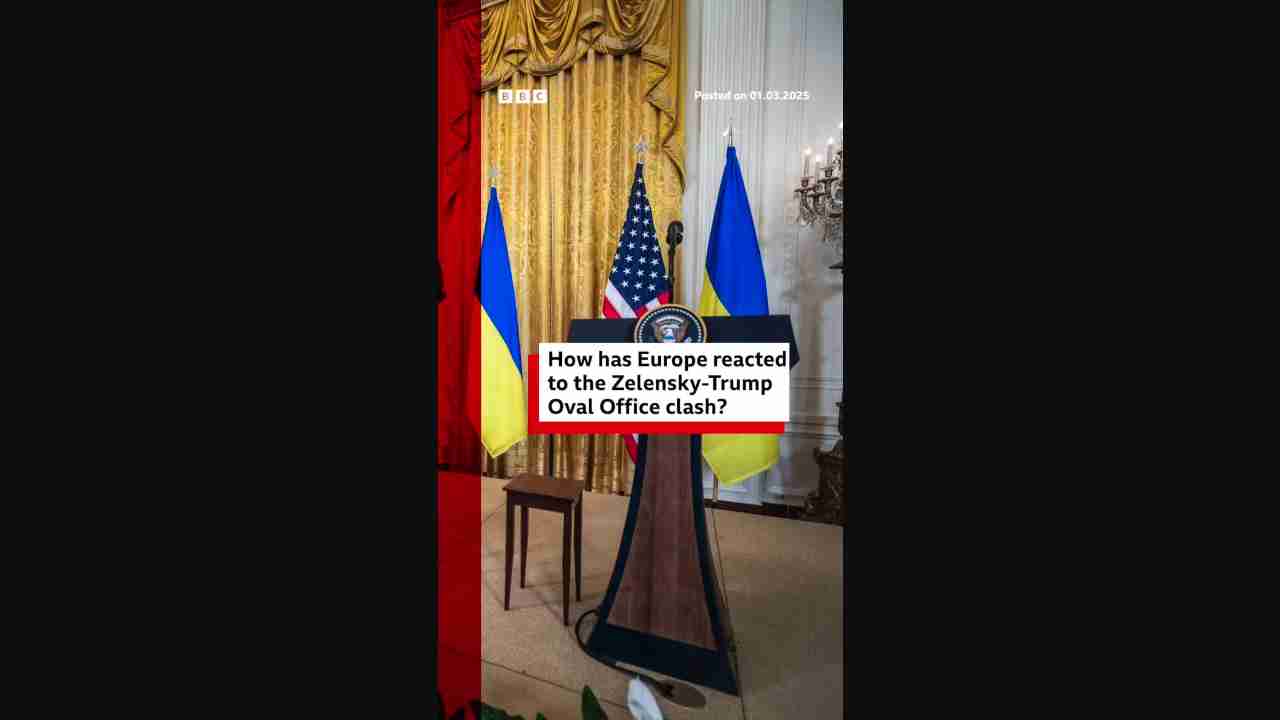 BBC
Posted on 01.03.2025
How has Europe reacted
to the Zelensky-Trump
Oval Office clash?